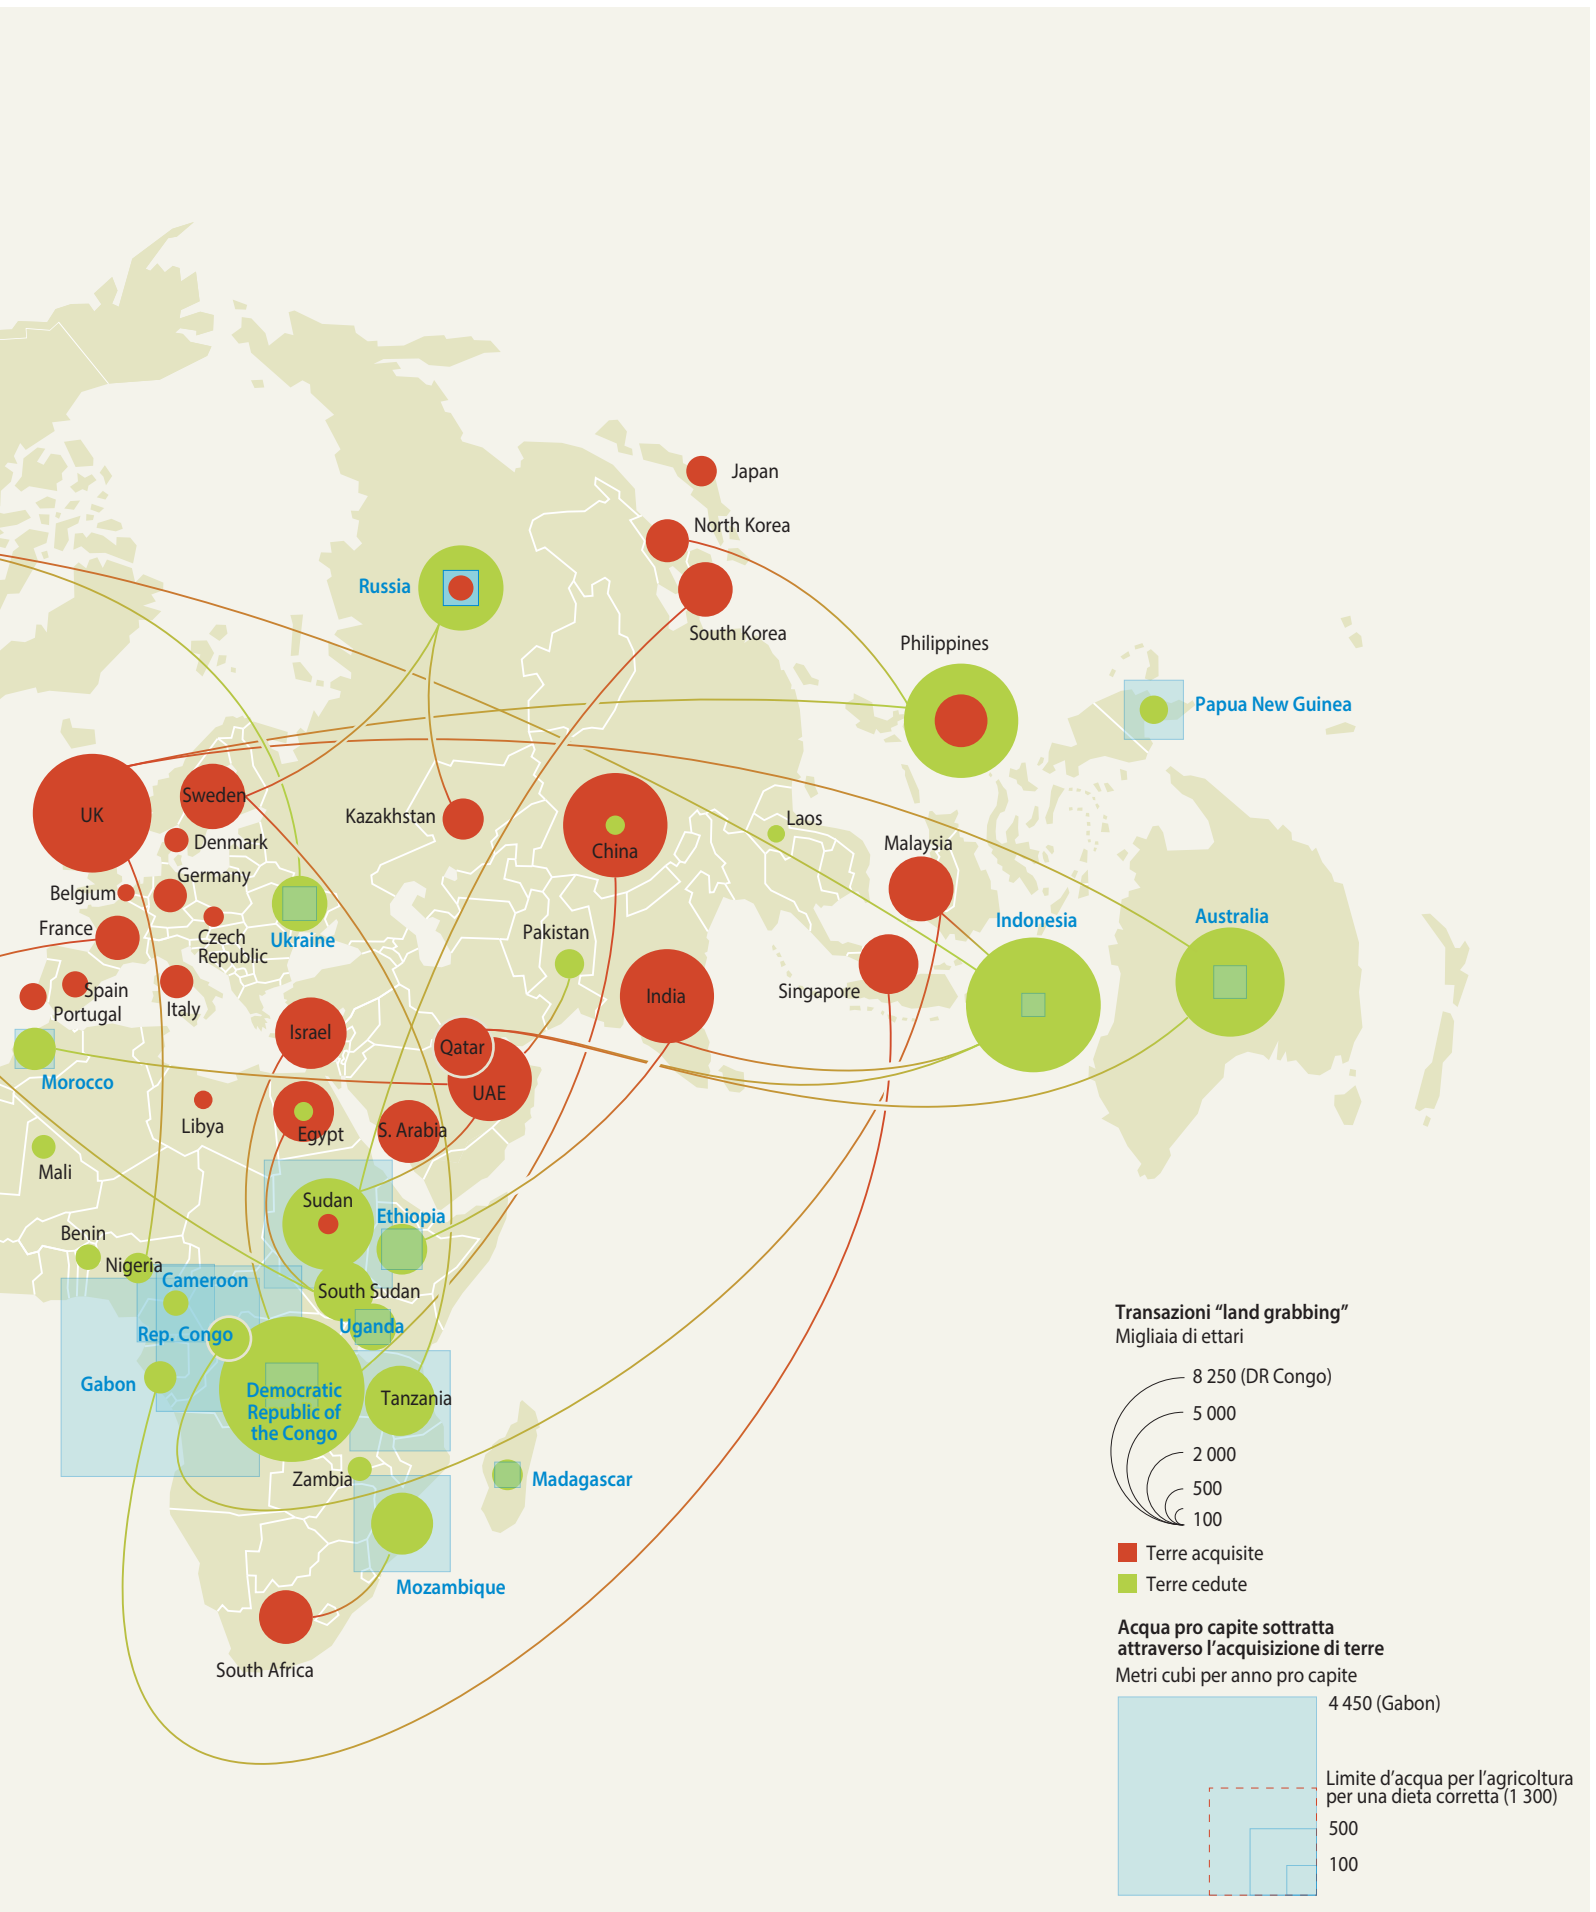 Japan
North Korea
Russia
South Korea
Philippines
Papua New Guinea
UK
Sweden
Kazakhstan
Laos
Denmark
China
Malaysia
Germany
Belgium
Indonesia
Australia
France
Czech
Republic
Ukraine
Pakistan
Spain
Portugal
Italy
India
Singapore
Israel
Qatar
Morocco
UAE
Libya
Egypt
S. Arabia
Mali
Sudan
Ethiopia
Benin
Nigeria
Cameroon
South Sudan
Rep. Congo
Uganda
Gabon
Democratic
Republic of
the Congo
Tanzania
Zambia
Madagascar
Mozambique
South Africa
Transazioni “land grabbing”
Migliaia di ettari
8 250 (DR Congo)
5 000
2 000
500
100
Terre acquisite
Terre cedute
Acqua pro capite sottratta
attraverso l’acquisizione di terre
Metri cubi per anno pro capite
4 450 (Gabon)
Limite d’acqua per l’agricoltura
per una dieta corretta (1 300)
500
100